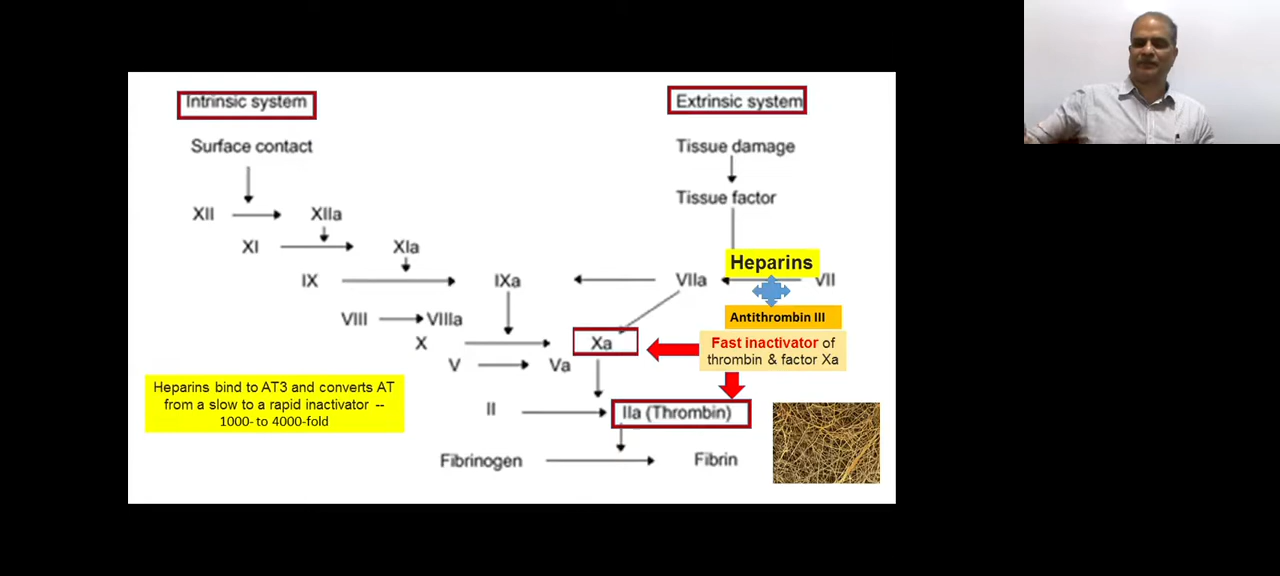 Intrinsic system
Extrinsic system
Surface contact
Tissue damage
Tissue factor
XII
XIIa
XI
XIa
Heparins
IX
IXa
VIIa
VII
VIII
VIIIa
Antithrombin III
X
Xa
Fast inactivator of
thrombin & factor Xa
V
Va
Heparins bind to AT3 and converts AT
from a slow to a rapid inactivator --
1000- to 4000-fold
II
IIa (Thrombin)
Fibrinogen
Fibrin